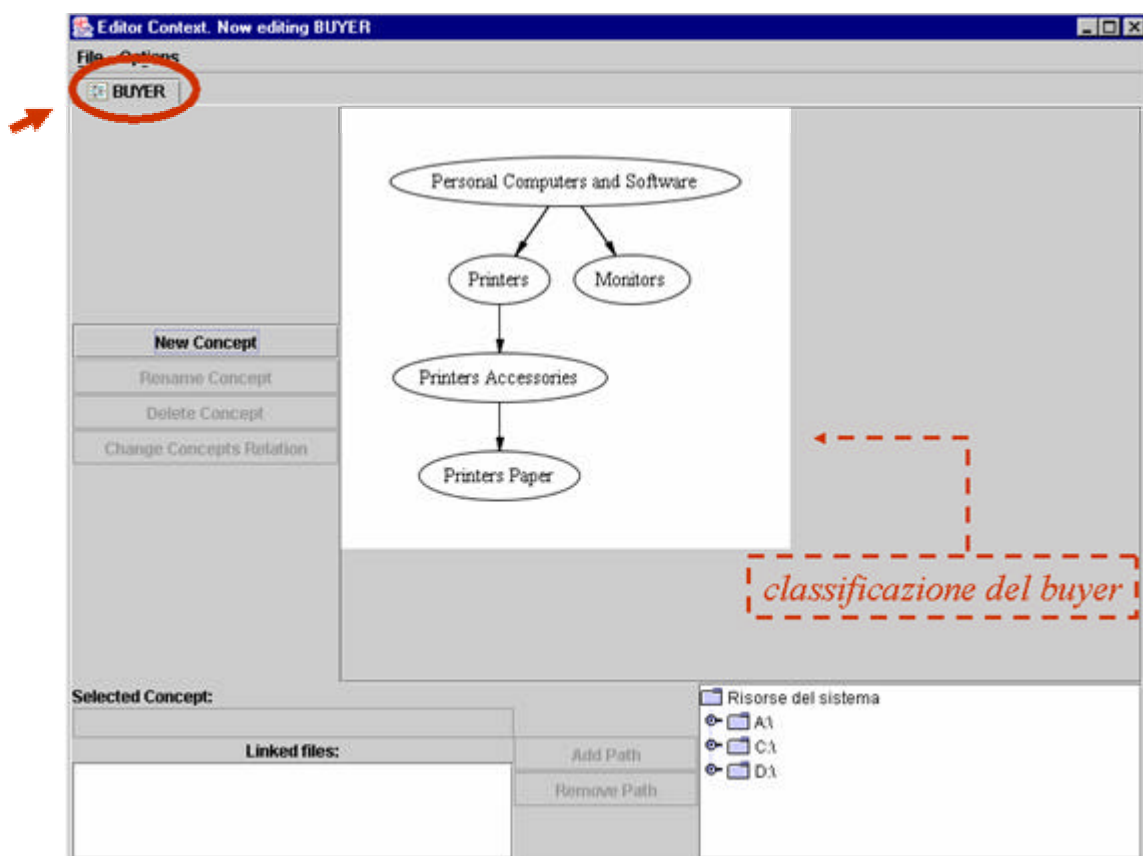 Editor Context. Now editing BUYER
File Options
BUYER
Personal Computers and Software
Printers Monitors
New Concept
Rename Concept
Printers Accessories
Delete Concept
Change Concepts Relation
Printers Paper
classificazione del buyer
Selected Concept:
Risorse del sistema
A:\
Linked files:
Add Path
C:\
D:\
Remove Path